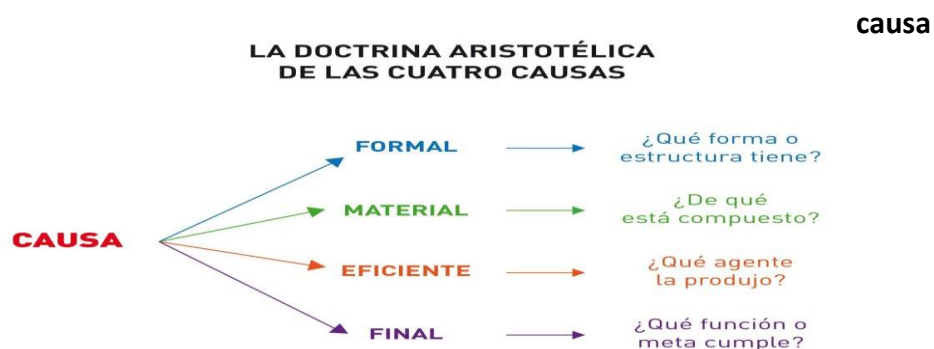 causa
LA DOCTRINA ARISTOTÉLICA
DE LAS CUATRO CAUSAS
CAUSA
FORMAL
¿Qué forma o
estructura tiene?
MATERIAL
¿De qué
está compuesto?
EFICIENTE
¿Qué agente
la produjo?
FINAL
¿Qué función o
meta cumple?